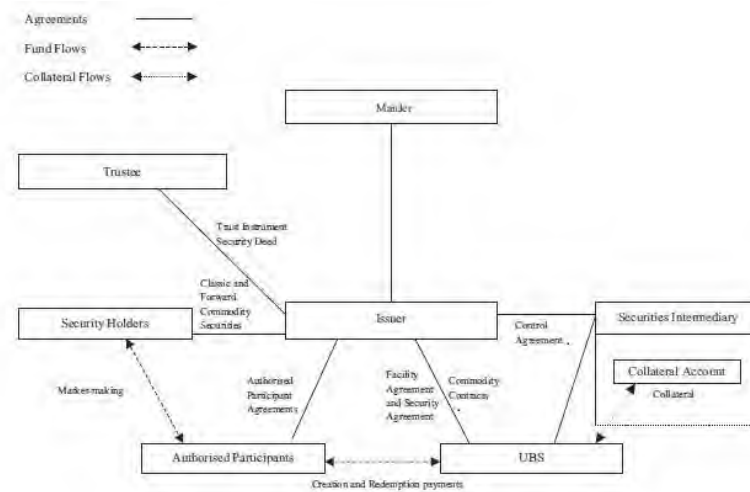 Agreements
Fund Flows
Collateral Flows
Manler
Trustee
Trust Instrument
Security Deed
Classic and
Forward
Commodity
Securities
Security Holders
Issuer
Securities Intermediary
Control
Agreement
Collateral Account
Collateral
Market-making
Authorised
Participant
Agreements
Facility
Agreement
and Security
Agreement
Commodity
Contracts
Authorised Participants
UBS
Creation and Redemption payments